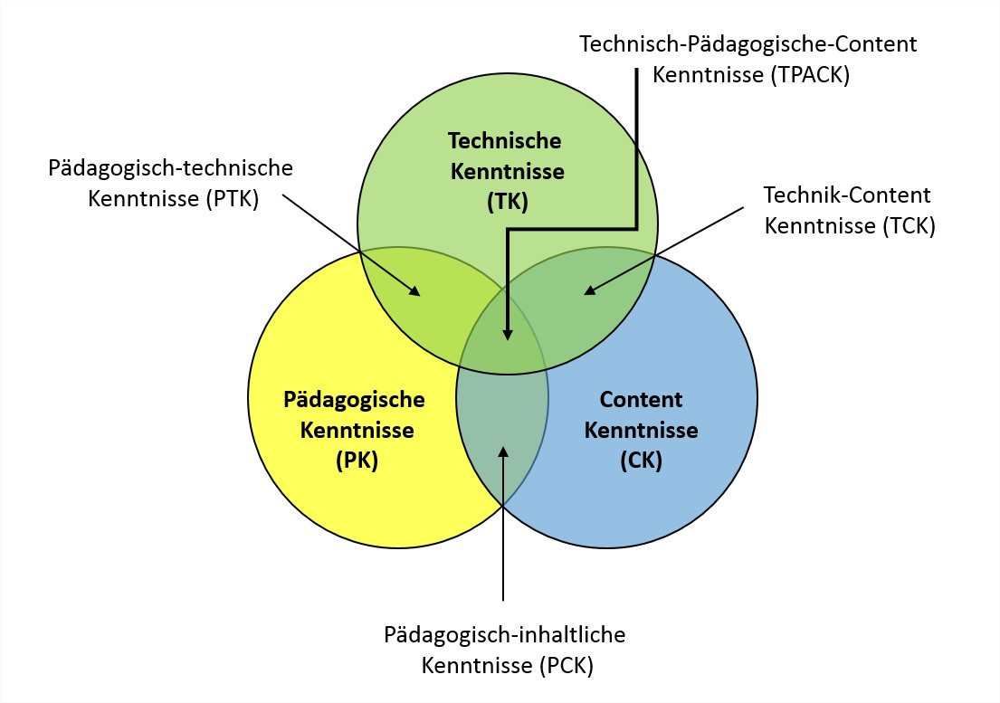 Technisch-Pädagogische-Content
Kenntnisse (TPACK)
Technische
Kenntnisse
(TK)
Pädagogisch-technische
Kenntnisse (PTK)
Technik-Content
Kenntnisse (TCK)
Pädagogische
Kenntnisse
(PK)
Content
Kenntnisse
(CK)
Pädagogisch-inhaltliche
Kenntnisse (PCK)